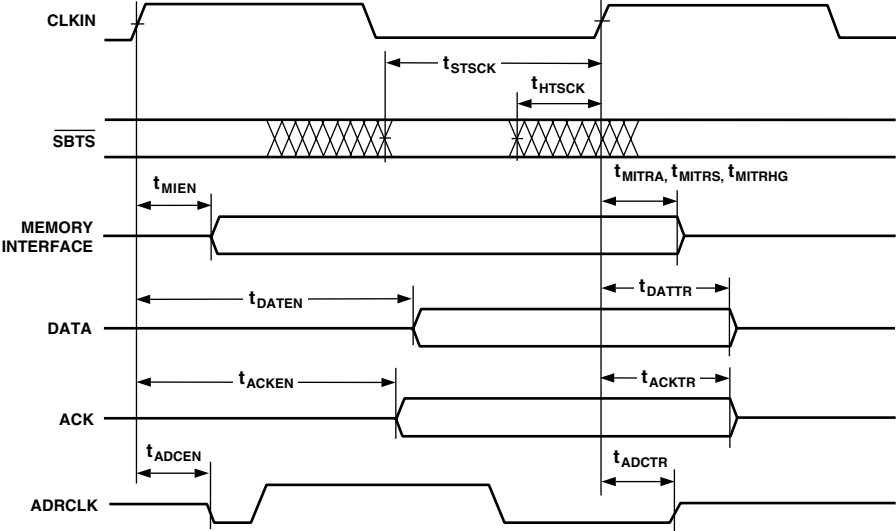 CLKIN
tSTSCK
tHTSCK
SBTS
tMITRA, tMITRS, tMITRHG
tMIEN
MEMORY
INTERFACE
tDATTR
tDATEN
DATA
tACKTR
tACKEN
ACK
tADCEN
tADCTR
ADRCLK